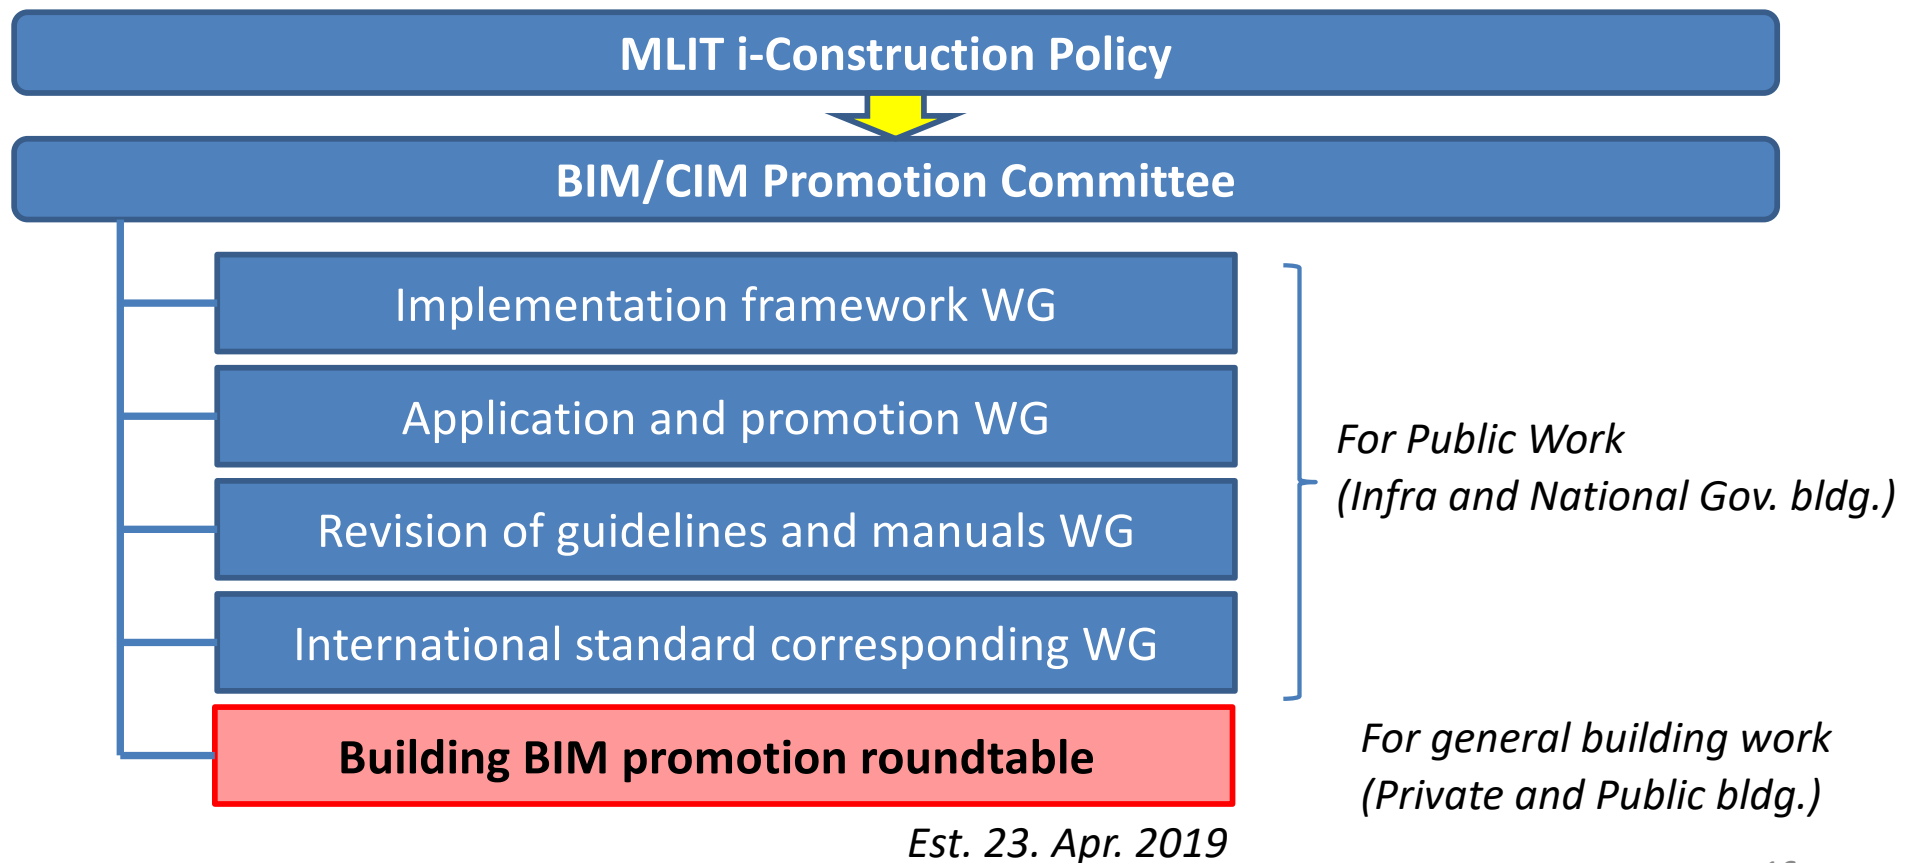 MLIT i-Construction Policy
BIM/CIM Promotion Committee
Implementation framework WG
Application and promotion WG
Revision of guidelines and manuals WG
International standard corresponding WG
For Public Work
(Infra and National Gov. bldg.)
Building BIM promotion roundtable
For general building work
(Private and Public bldg.)
Est. 23. Apr. 2019